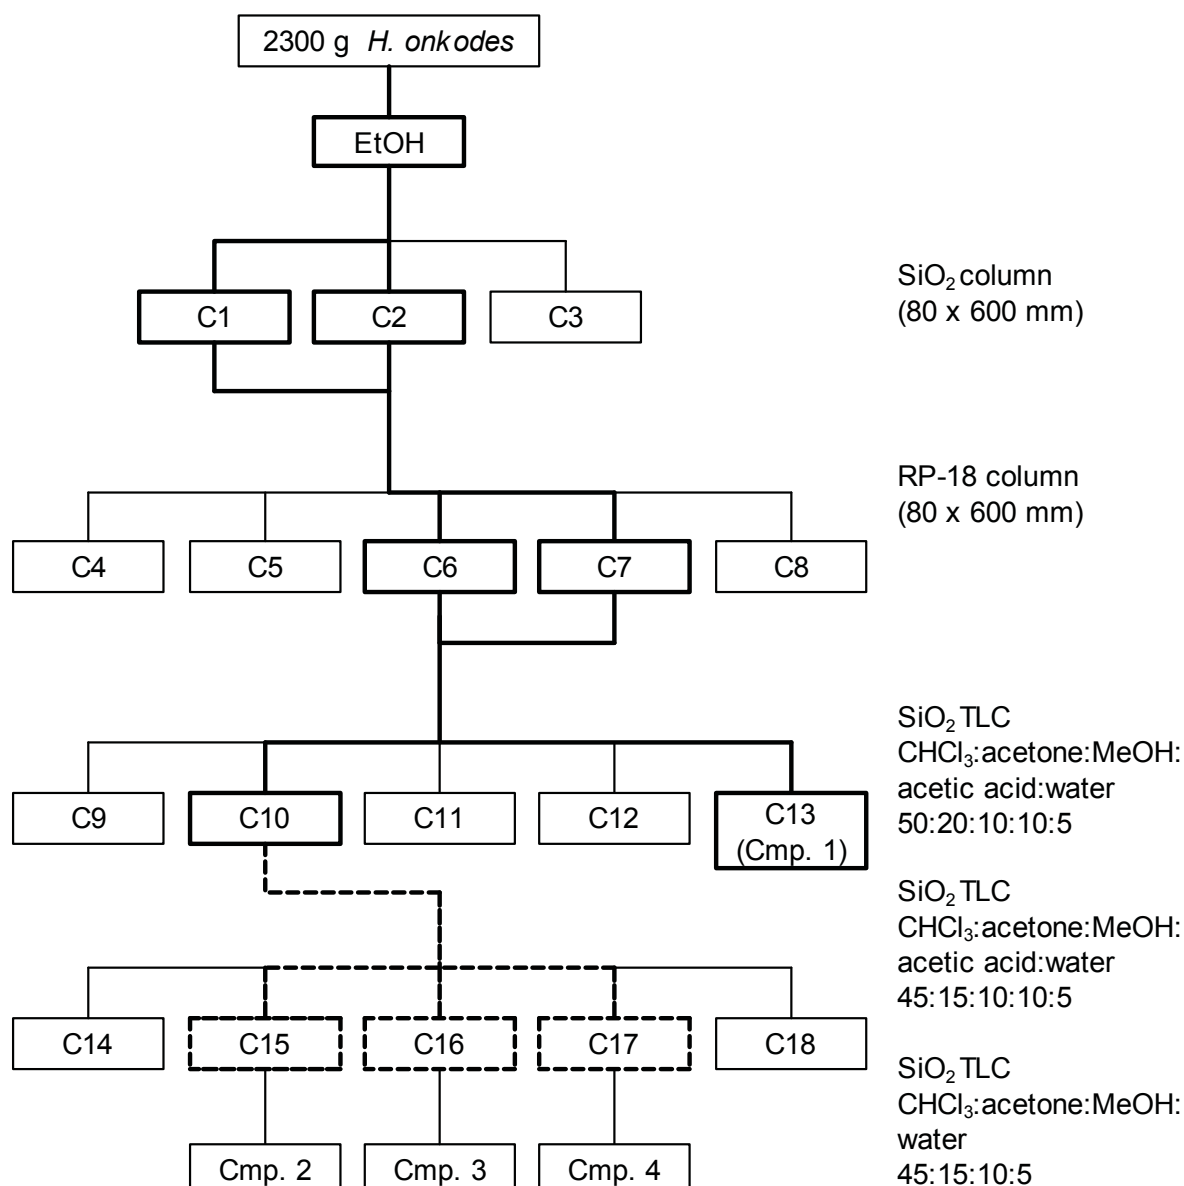 2300 g H. onkodes
EtOH
SiO₂ column
(80 x 600 mm)
C1
C2
C3
RP-18 column
(80 x 600 mm)
C4
C5
C6
C7
C8
SiO₂ TLC
CHCl₃:acetone:MeOH:
acetic acid:water
50:20:10:10:5
C9
C10
C11
C12
C13
(Cmp. 1)
SiO₂ TLC
CHCl₃:acetone:MeOH:
acetic acid:water
45:15:10:10:5
C14
C15
C16
C17
C18
SiO₂ TLC
CHCl₃:acetone:MeOH:
water
45:15:10:5
Cmp. 2
Cmp. 3
Cmp. 4